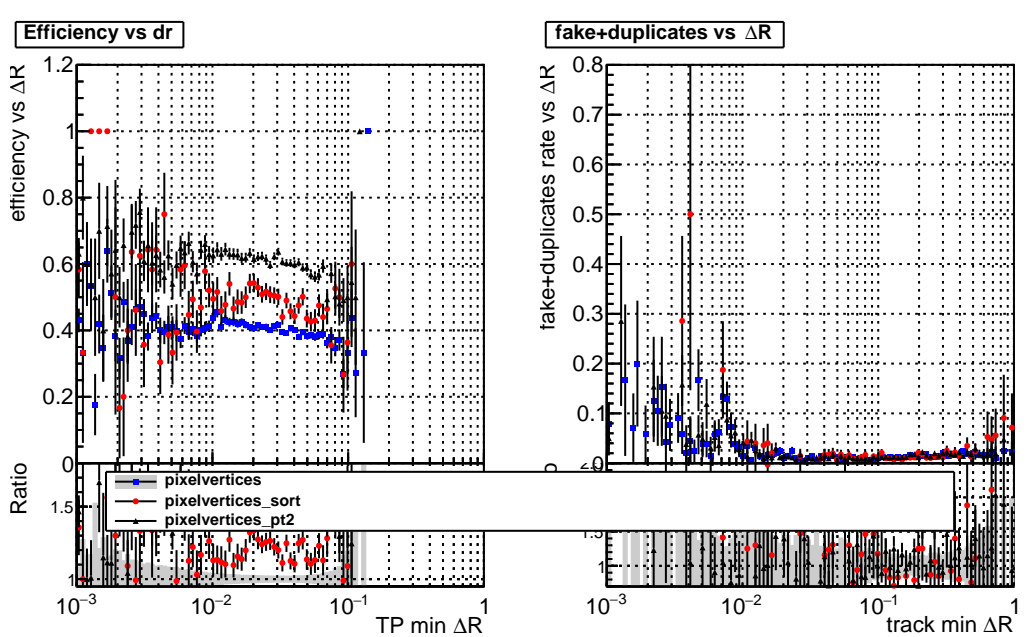 Efficiency vs dr
fake+duplicates vs ΔR
efficiency vs ΔR
1.2
1
0.8
0.6
0.4
0.2
0
Ratio
1.5
1
10⁻³
10⁻²
10⁻¹
1
TP min ΔR
fake+duplicates rate vs ΔR
0.8
0.7
0.6
0.5
0.4
0.3
0.2
0.1
0
1
10⁻³
10⁻²
10⁻¹
1
track min ΔR
pixelvertices
pixelvertices_sort
pixelvertices_pt2